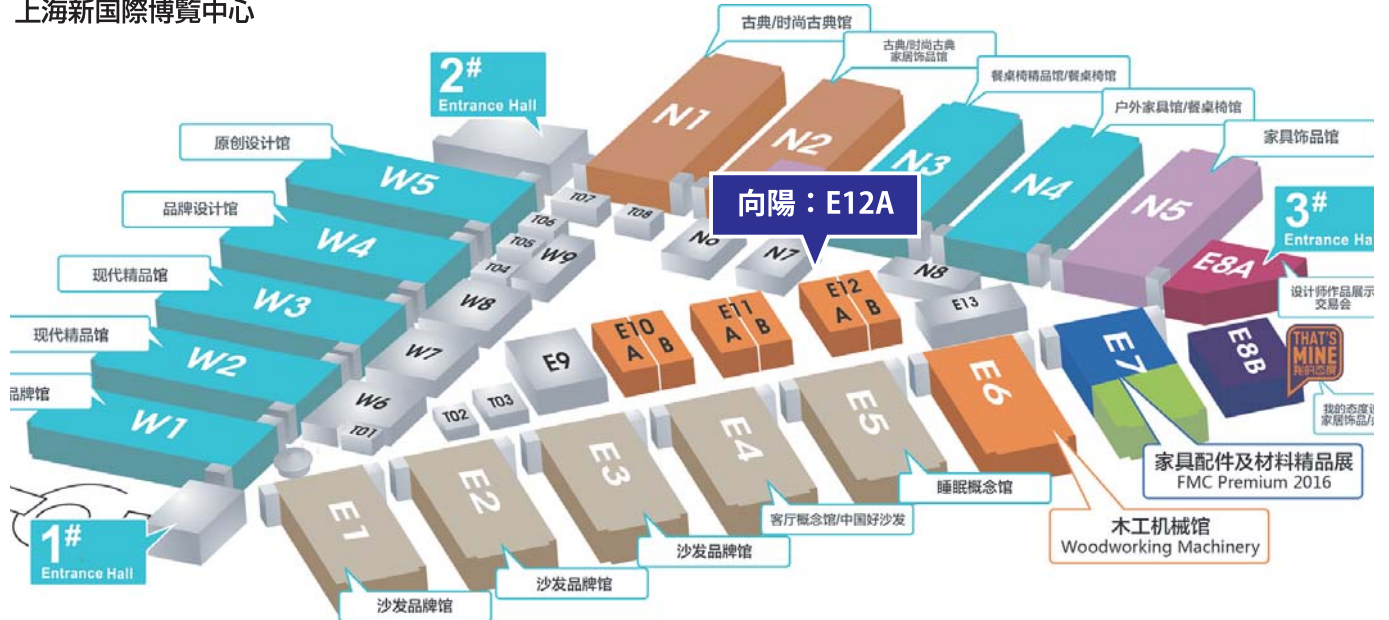 上海新国際博覧中心
古典/时尚古典馆
古典/时尚古典
家居饰品馆
餐桌椅精品馆/餐桌椅馆
户外家具馆/餐桌椅馆
家具饰品馆
2#
Entrance Hall
原创设计馆
品牌设计馆
现代精品馆
现代精品馆
品牌馆
N1
N2
N3
N4
N5
W5
W4
W3
W2
W1
向陽：E12A
3#
Entrance Ha
E8A
设计师作品展示
交易会
T07
T08
T06
T05
T04
W9
W8
W7
W6
T01
T02
T03
N6
N7
N8
E9
E10
A B
E11
A B
E12
A B
E13
E1
E2
E3
E4
E5
E6
E7
E8B
THAT'S
MINE
我的态度
家居饰品/
家具配件及材料精品展
FMC Premium 2016
木工机械馆
Woodworking Machinery
睡眠概念馆
客厅概念馆/中国好沙发
沙发品牌馆
沙发品牌馆
沙发品牌馆
1#
Entrance Hall